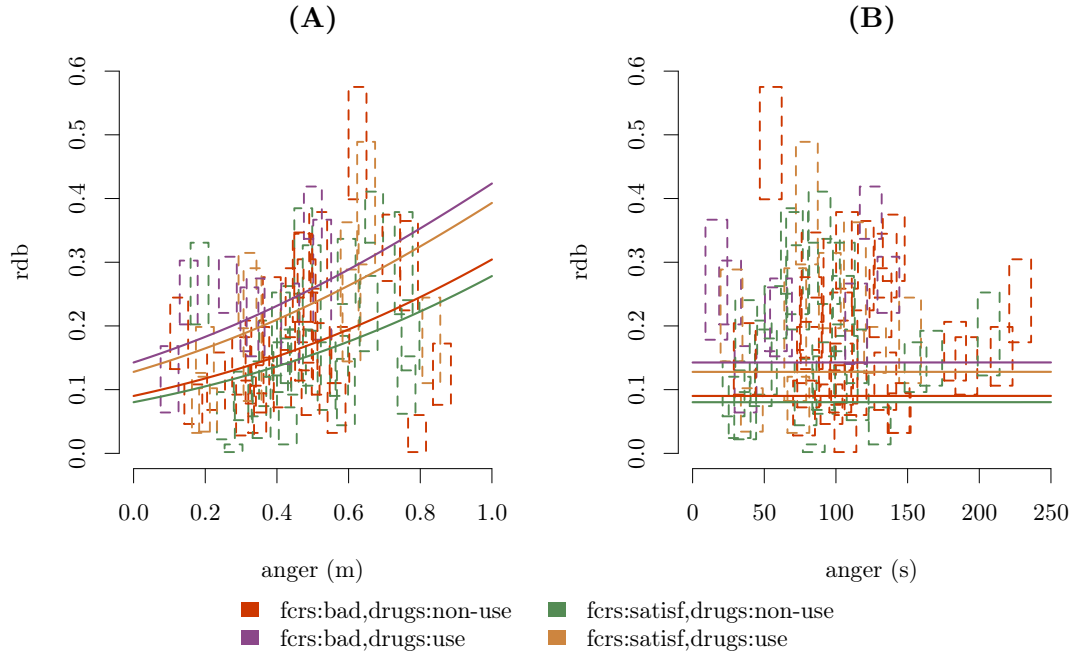 (A)
(B)
rdb
0.0 0.1 0.2 0.3 0.4 0.5 0.6
0.0 0.2 0.4 0.6 0.8 1.0
anger (m)
rdb
0.0 0.1 0.2 0.3 0.4 0.5 0.6
0 50 100 150 200 250
anger (s)
fcrs:bad,drugs:non-use
fcrs:satisf,drugs:non-use
fcrs:bad,drugs:use
fcrs:satisf,drugs:use